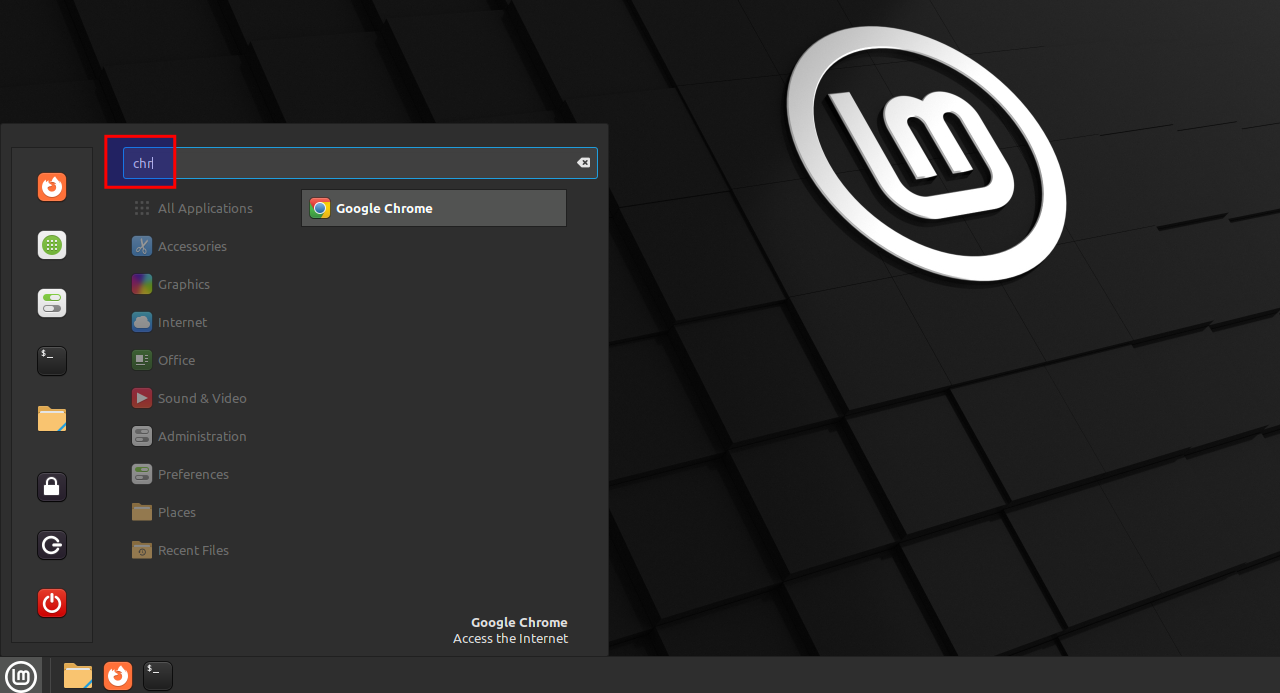 chr
All Applications
Google Chrome
Accessories
Graphics
Internet
Office
Sound & Video
Administration
Preferences
Places
Recent Files
Google Chrome
Access the Internet
$_
$_